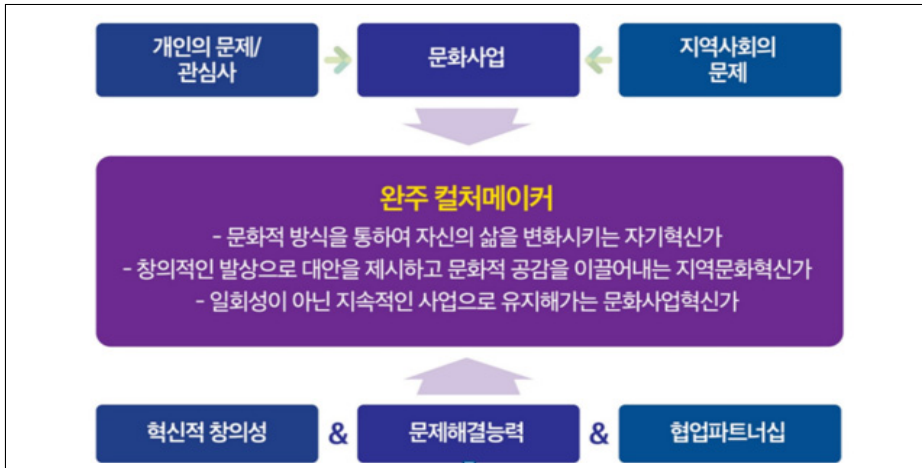 개인의 문제/
관심사
문화사업
지역사회의
문제
완주 컬처메이커
- 문화적 방식을 통하여 자신의 삶을 변화시키는 자기혁신가
- 창의적인 발상으로 대안을 제시하고 문화적 공감을 이끌어내는 지역문화혁신가
- 일회성이 아닌 지속적인 사업으로 유지해가는 문화사업혁신가
혁신적 창의성 & 문제해결능력 & 협업파트너십